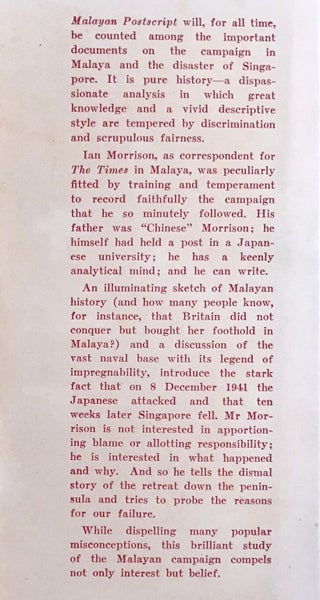 Malayan Postscript will, for all time,
be counted among the important
documents on the campaign in
Malaya and the disaster of Singa-
pore. It is pure history—a dispas-
sionate analysis in which great
knowledge and a vivid descriptive
style are tempered by discrimination
and scrupulous fairness.
Ian Morrison, as correspondent for
The Times in Malaya, was peculiarly
fitted by training and temperament
to record faithfully the campaign
that he so minutely followed. His
father was “Chinese” Morrison; he
himself had held a post in a Japan-
ese university; he has a keenly
analytical mind; and he can write.
An illuminating sketch of Malayan
history (and how many people know,
for instance, that Britain did not
conquer but bought her foothold in
Malaya?) and a discussion of the
vast naval base with its legend of
impregnability, introduce the stark
fact that on 8 December 1941 the
Japanese attacked and that ten
weeks later Singapore fell. Mr Mor-
rison is not interested in apportion-
ing blame or allotting responsibility;
he is interested in what happened
and why. And so he tells the dismal
story of the retreat down the penin-
sula and tries to probe the reasons
for our failure.
While dispelling many popular
misconceptions, this brilliant study
of the Malayan campaign compels
not only interest but belief.